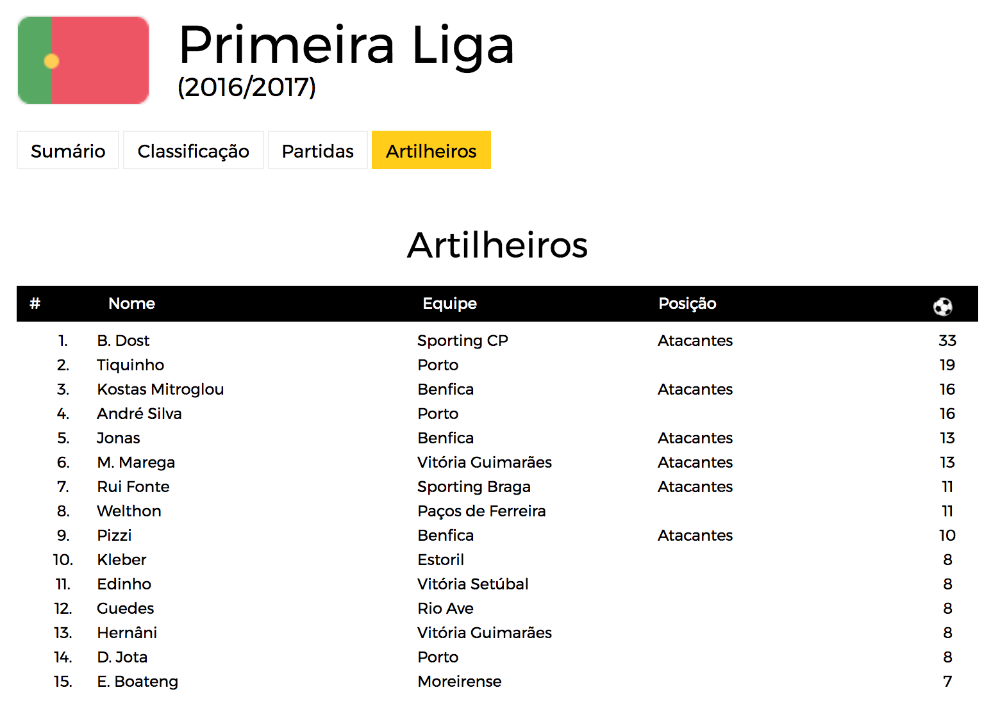 Primeira Liga
(2016/2017)
Sumário Classificação Partidas Artilheiros
Artilheiros
# Nome Equipe Posição
1. B. Dost Sporting CP Atacantes 33
2. Tiquinho Porto 19
3. Kostas Mitroglou Benfica Atacantes 16
4. André Silva Porto 16
5. Jonas Benfica Atacantes 13
6. M. Marega Vitória Guimarães Atacantes 13
7. Rui Fonte Sporting Braga Atacantes 11
8. Welthon Paços de Ferreira 11
9. Pizzi Benfica Atacantes 10
10. Kleber Estoril 8
11. Edinho Vitória Setúbal 8
12. Guedes Rio Ave 8
13. Hernâni Vitória Guimarães 8
14. D. Jota Porto 8
15. E. Boateng Moreirense 7